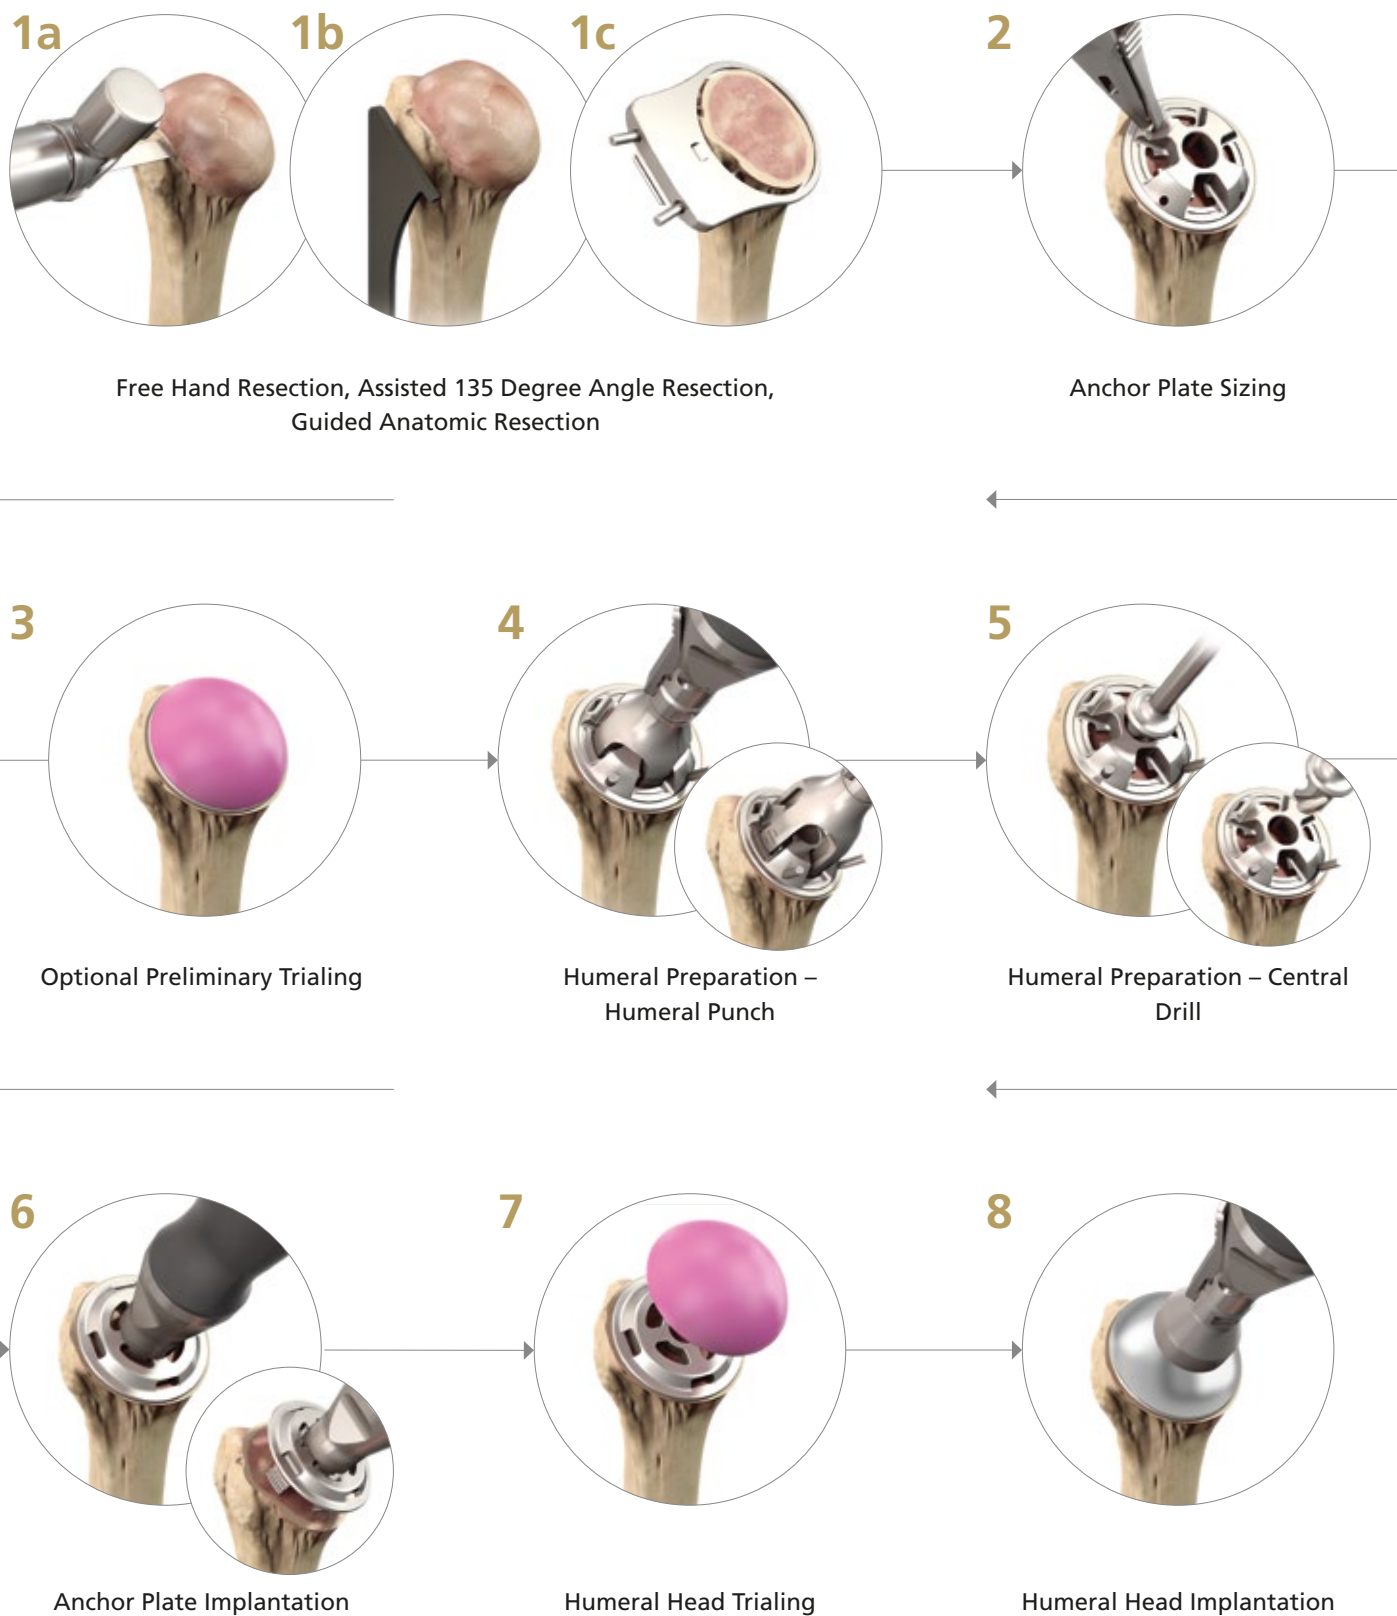 1a
1b
1c
2
Free Hand Resection, Assisted 135 Degree Angle Resection,
Guided Anatomic Resection
Anchor Plate Sizing
3
4
5
Optional Preliminary Trialing
Humeral Preparation –
Humeral Punch
Humeral Preparation – Central
Drill
6
7
8
Anchor Plate Implantation
Humeral Head Trialing
Humeral Head Implantation